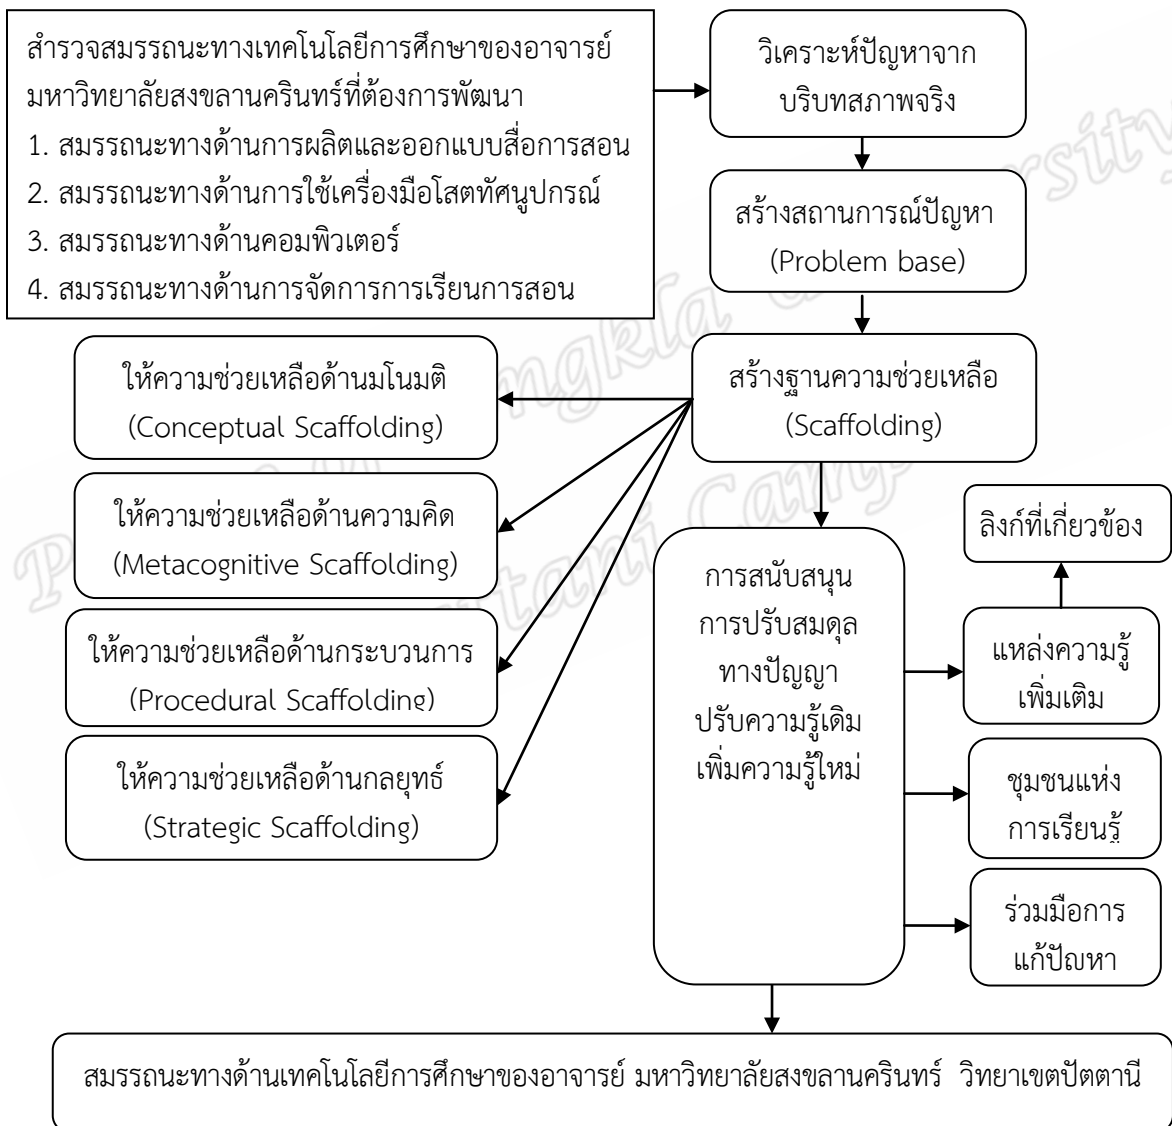 สำรวจสมรรถนะทางเทคโนโลยีการศึกษาของอาจารย์
มหาวิทยาลัยสงขลานครินทร์ที่ต้องการพัฒนา
1. สมรรถนะทางด้านการผลิตและออกแบบสื่อการสอน
2. สมรรถนะทางด้านการใช้เครื่องมือโสตทัศนูปกรณ์
3. สมรรถนะทางด้านคอมพิวเตอร์
4. สมรรถนะทางด้านการจัดการการเรียนการสอน
วิเคราะห์ปัญหาจาก
บริบทสภาพจริง
สร้างสถานการณ์ปัญหา
(Problem base)
สร้างฐานความช่วยเหลือ
(Scaffolding)
ให้ความช่วยเหลือด้านมโนมติ
(Conceptual Scaffolding)
ให้ความช่วยเหลือด้านความคิด
(Metacognitive Scaffolding)
ให้ความช่วยเหลือด้านกระบวนการ
(Procedural Scaffolding)
ให้ความช่วยเหลือด้านกลยุทธ์
(Strategic Scaffolding)
การสนับสนุน
การปรับสมดุล
ทางปัญญา
ปรับความรู้เดิม
เพิ่มความรู้ใหม่
ลิงก์ที่เกี่ยวข้อง
แหล่งความรู้
เพิ่มเติม
ชุมชนแห่ง
การเรียนรู้
ร่วมมือการ
แก้ปัญหา
สมรรถนะทางด้านเทคโนโลยีการศึกษาของอาจารย์ มหาวิทยาลัยสงขลานครินทร์ วิทยาเขตปัตตานี